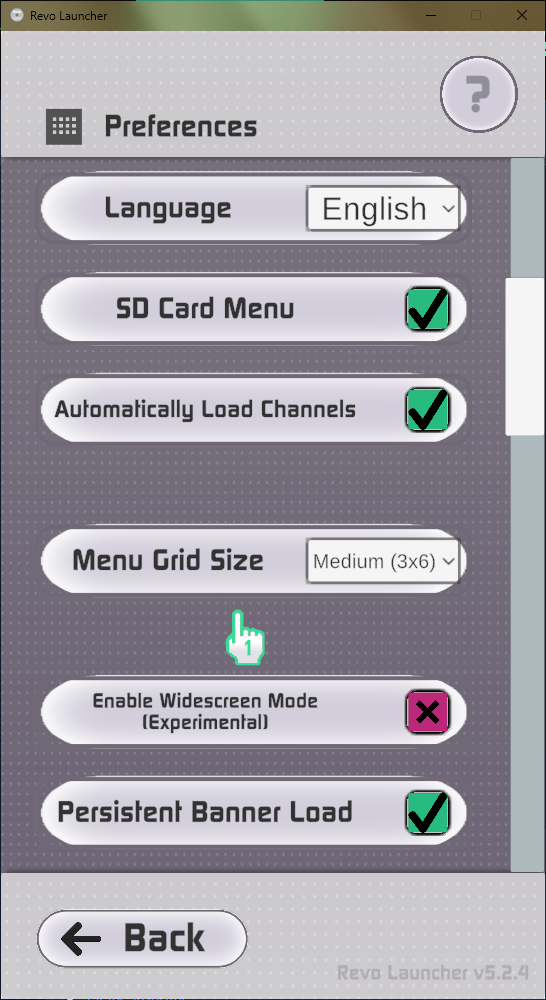 Revo Launcher
?
Preferences
Language
English
SD Card Menu
Automatically Load Channels
Menu Grid Size
Medium (3x6)
1
Enable Widescreen Mode
(Experimental)
Persistent Banner Load
Back
Revo Launcher v5.2.4